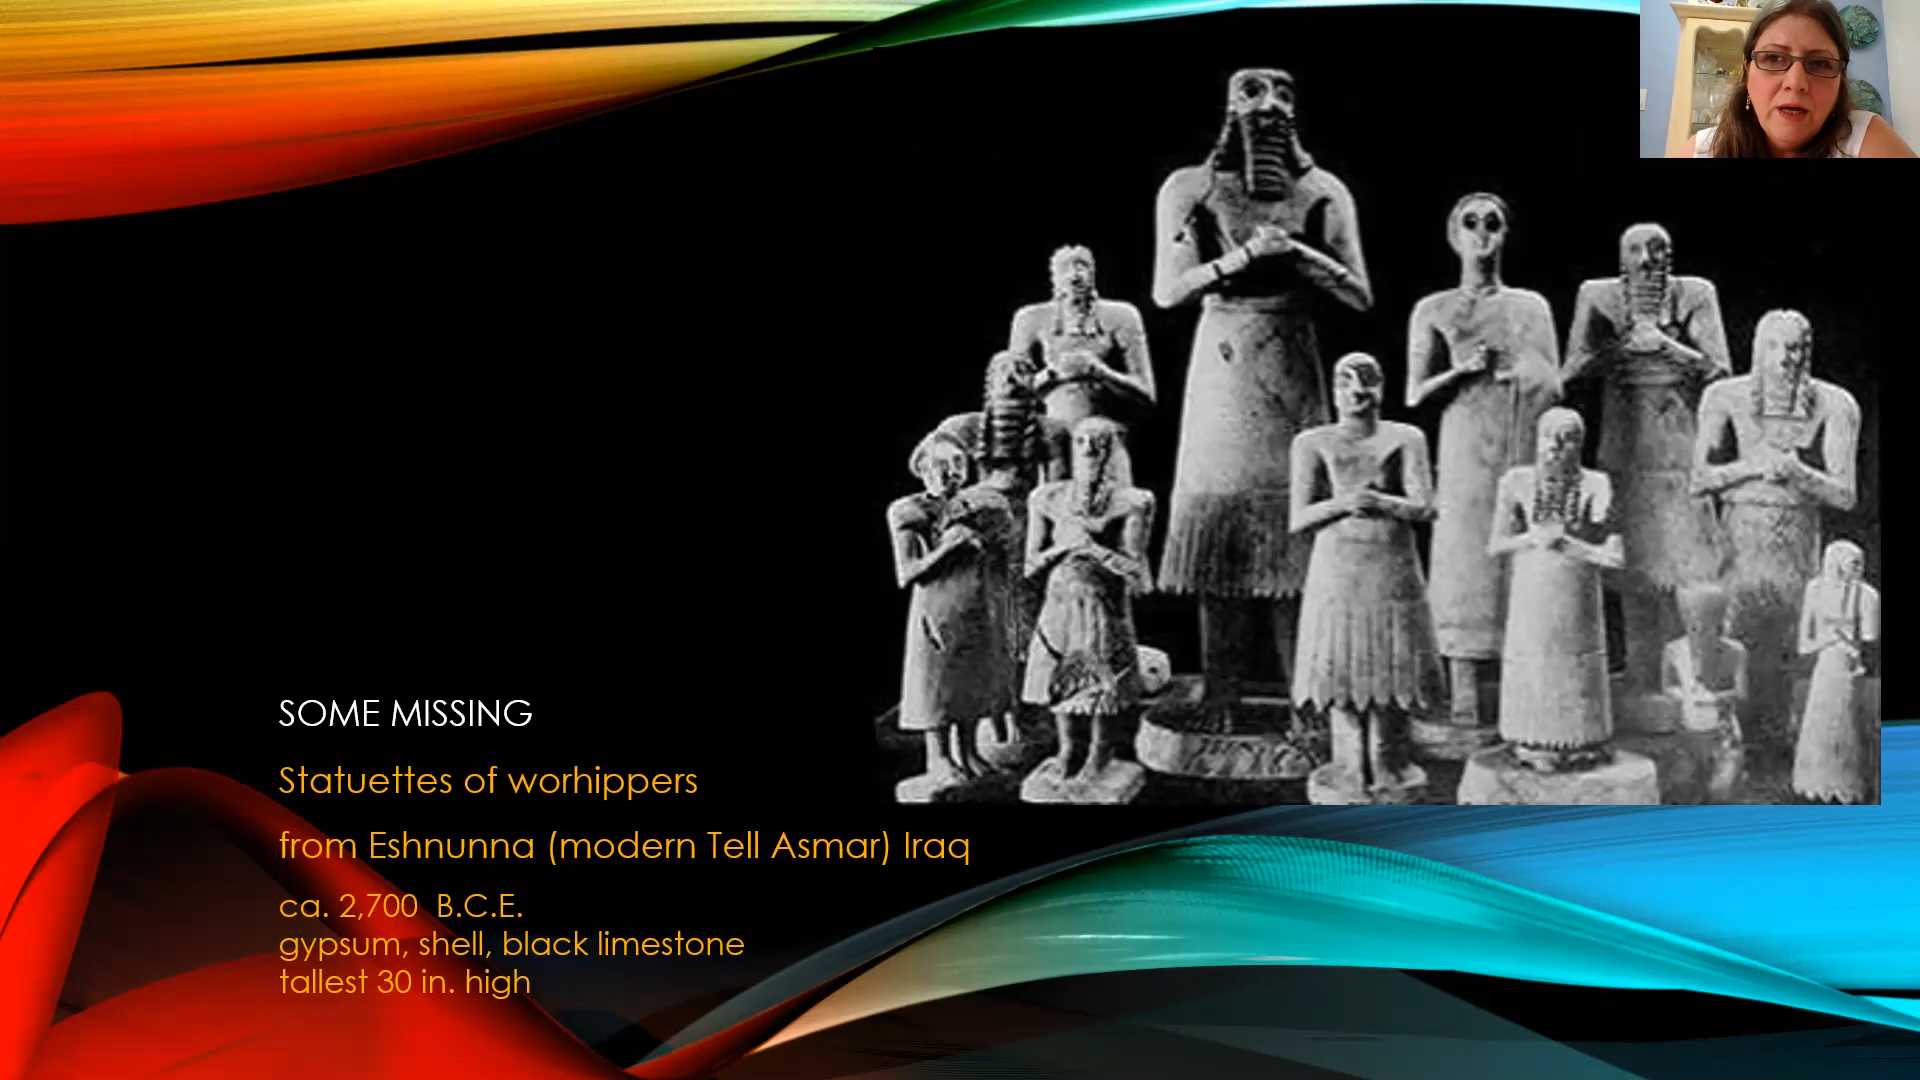 SOME MISSING
Statuettes of worhippers
from Eshnunna (modern Tell Asmar) Iraq
ca. 2,700 B.C.E.
gypsum, shell, black limestone
tallest 30 in. high